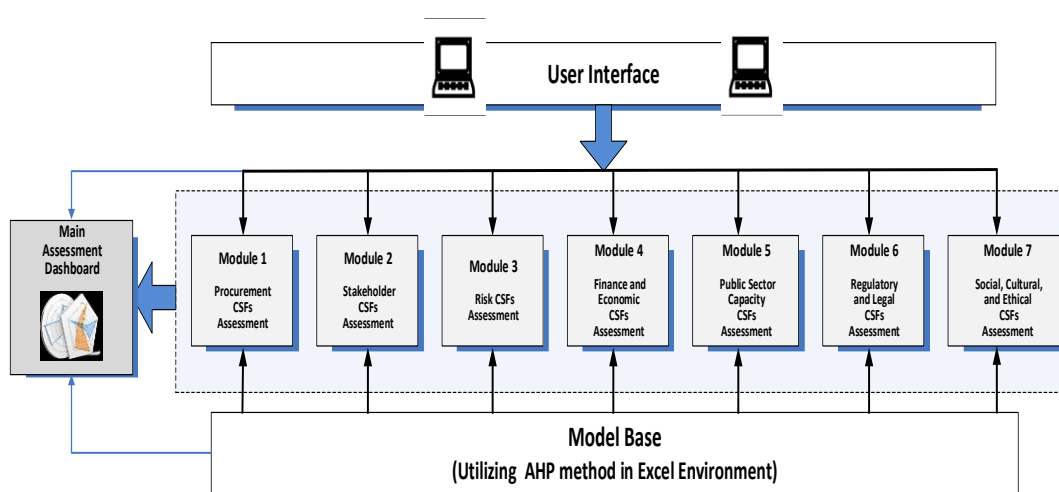 User Interface
Main
Assessment
Dashboard
Module 1
Procurement
CSFs
Assessment
Module 2
Stakeholder
CSFs
Assessment
Module 3
Risk CSFs
Assessment
Module 4
Finance and
Economic
CSFs
Assessment
Module 5
Public Sector
Capacity
CSFs
Assessment
Module 6
Regulatory
and Legal
CSFs
Assessment
Module 7
Social, Cultural,
and Ethical
CSFs
Assessment
Model Base
(Utilizing AHP method in Excel Environment)